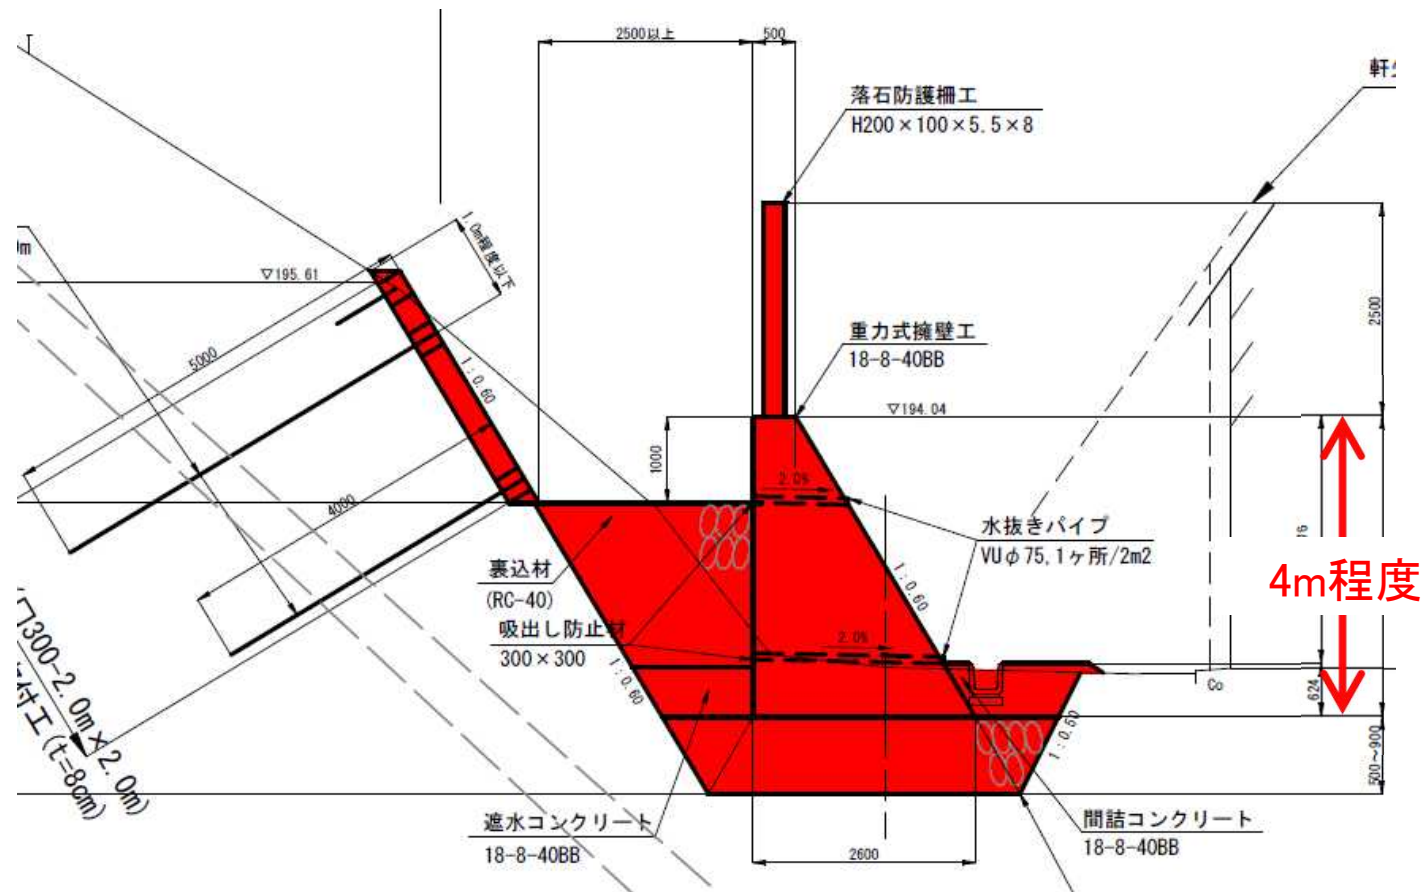 2500以上
500
落石防護柵工
H200×100×5.5×8
1.0m程度以下
▽195.61
5000
1:0.60
2500
重力式擁壁工
18-8-40BB
▽194.04
1000
2.0%
4000
水抜きパイプ
VUφ75,1ヶ所/2m2
4m程度
裏込材
(RC-40)
1:0.60
吸出し防止材
300×300
2.0%
1:0.60
Co
624
1:0.50
500~900
300-2.0m×2.0m)
付工(t=8cm)
遮水コンクリート
18-8-40BB
間詰コンクリート
18-8-40BB
2600